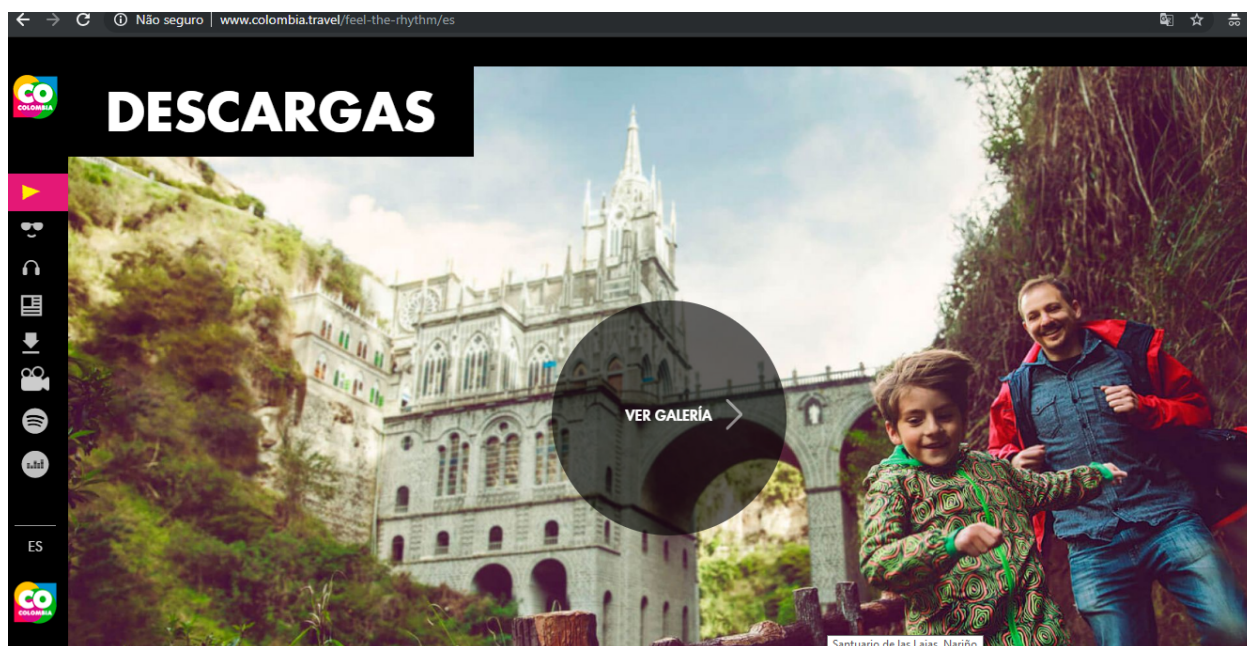 Não seguro | www.colombia.travel/feel-the-rhythm/es
CO
COLOMBIA
DESCARGAS
VER GALERÍA
ES
CO
COLOMBIA
Santuario de las Lajas, Nariño